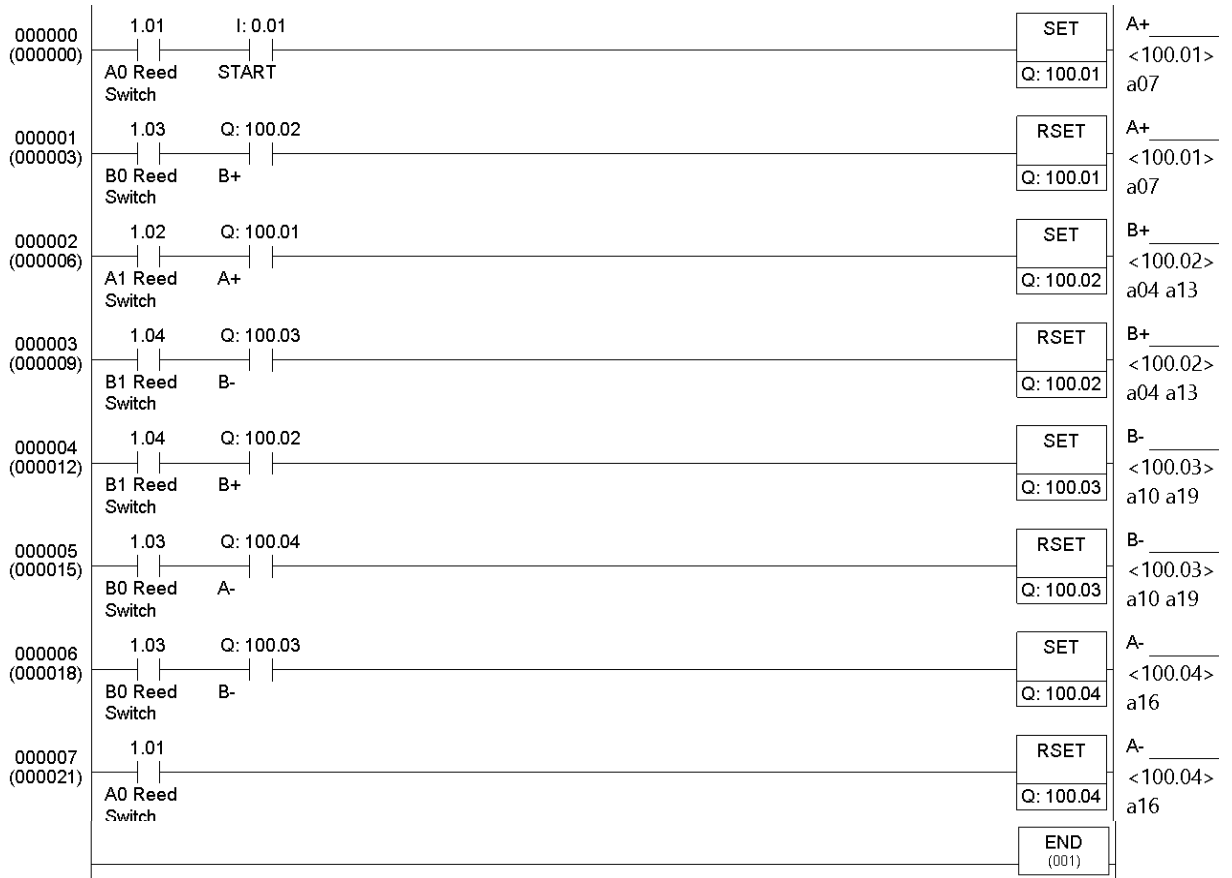 1.01 I: 0.01 SET A+
000000
(000000) <100.01>
A0 Reed START Q: 100.01 a07
Switch
1.03 Q: 100.02 RSET A+
000001
(000003) <100.01>
B0 Reed B+ Q: 100.01 a07
Switch
1.02 Q: 100.01 SET B+
000002
(000006) <100.02>
A1 Reed A+ Q: 100.02 a04 a13
Switch
1.04 Q: 100.03 RSET B+
000003
(000009) <100.02>
B1 Reed B- Q: 100.02 a04 a13
Switch
1.04 Q: 100.02 SET B-
000004
(000012) <100.03>
B1 Reed B+ Q: 100.03 a10 a19
Switch
1.03 Q: 100.04 RSET B-
000005
(000015) <100.03>
B0 Reed A- Q: 100.03 a10 a19
Switch
1.03 Q: 100.03 SET A-
000006
(000018) <100.04>
B0 Reed B- Q: 100.04 a16
Switch
1.01 RSET A-
000007
(000021) <100.04>
A0 Reed Q: 100.04 a16
Switch
END
(001)